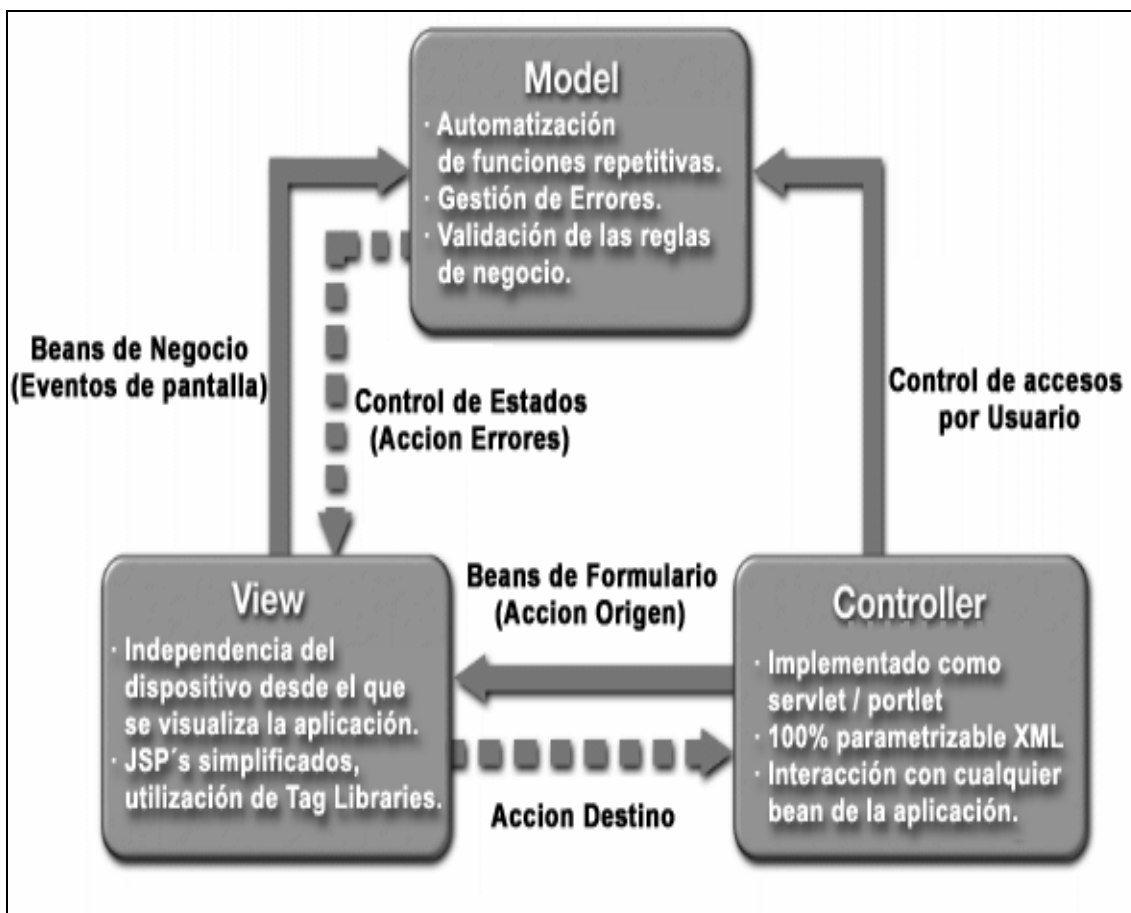 Model
· Automatización
de funciones repetitivas.
· Gestión de Errores.
· Validación de las reglas
de negocio.
Beans de Negocio
(Eventos de pantalla)
Control de Estados
(Accion Errores)
Control de accesos
por Usuario
Beans de Formulario
(Accion Origen)
View
· Independencia del
dispositivo desde el que
se visualiza la aplicación.
· JSP´s simplificados,
utilización de Tag Libraries.
Accion Destino
Controller
· Implementado como
servlet / portlet
· 100% parametrizable XML
· Interacción con cualquier
bean de la aplicación.